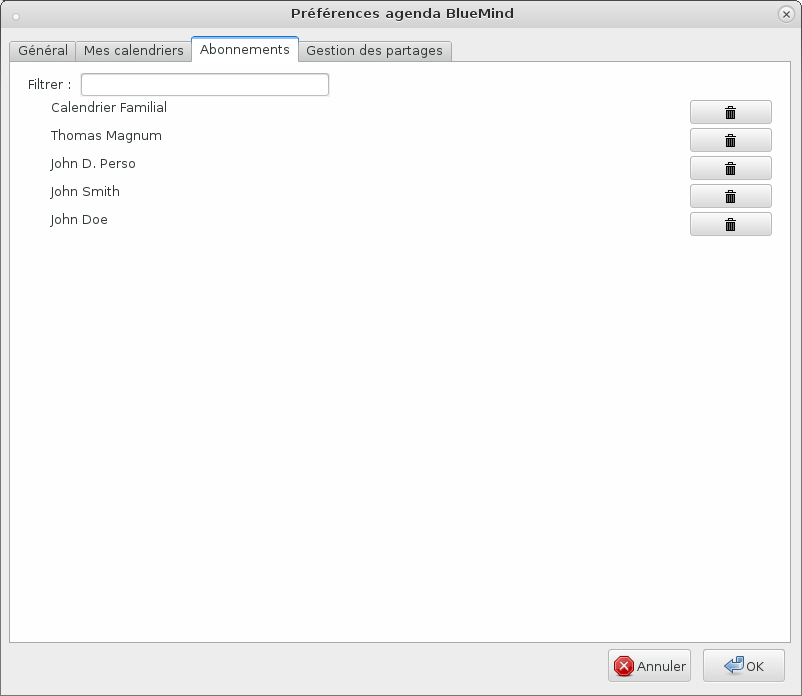 Préférences agenda BlueMind
Général Mes calendriers Abonnements Gestion des partages
Filtrer :
Calendrier Familial
Thomas Magnum
John D. Perso
John Smith
John Doe
Annuler OK